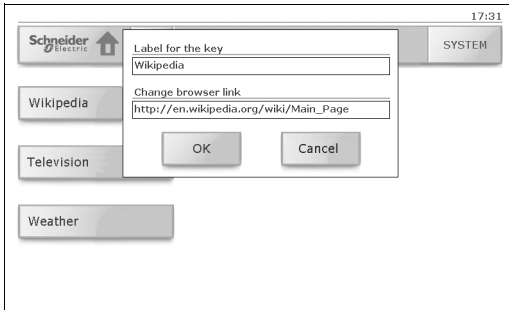 17:31
Schneider
Electric
SYSTEM
Label for the key
Wikipedia
Change browser link
http://en.wikipedia.org/wiki/Main_Page
OK Cancel
Wikipedia
Television
Weather